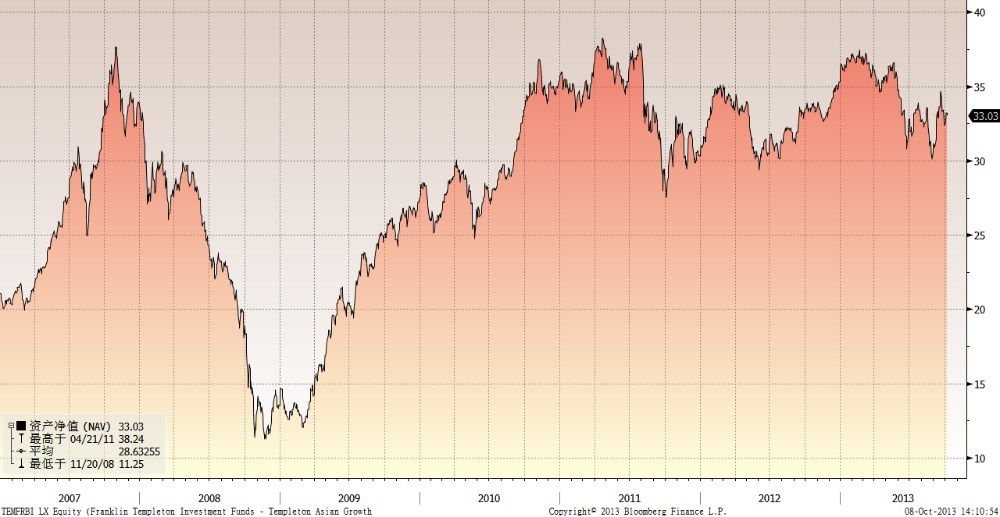 40
35
33.03
30
25
20
15
10
资产净值 (NAV) 33.03
最高于 04/21/11 38.24
平均 28.63255
最低于 11/20/08 11.25
2007 2008 2009 2010 2011 2012 2013
TEMFRBI LX Equity (Franklin Templeton Investment Funds - Templeton Asian Growth Copyright© 2013 Bloomberg Finance L.P. 08-Oct-2013 14:10:54